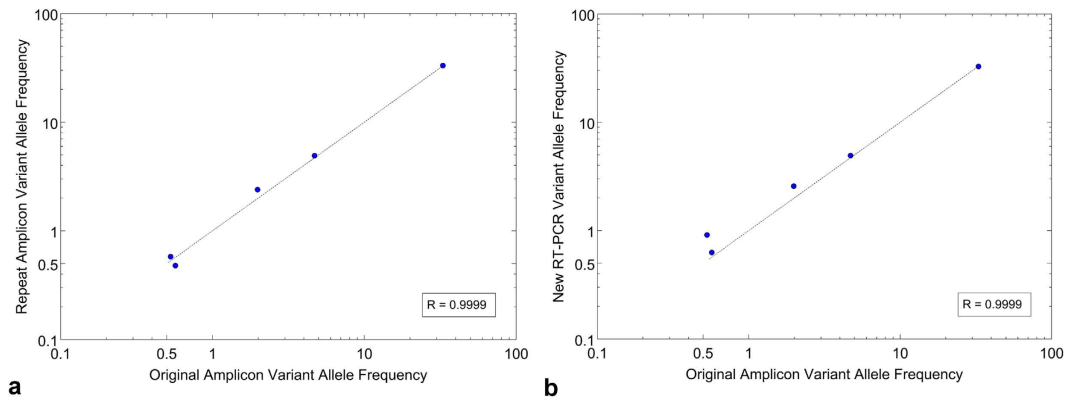 100
10
1
0.5
0.1
0.1
0.5
1
10
100
Repeat Amplicon Variant Allele Frequency
Original Amplicon Variant Allele Frequency
R = 0.9999
a
100
10
1
0.5
0.1
0.1
0.5
1
10
100
New RT-PCR Variant Allele Frequency
Original Amplicon Variant Allele Frequency
R = 0.9999
b